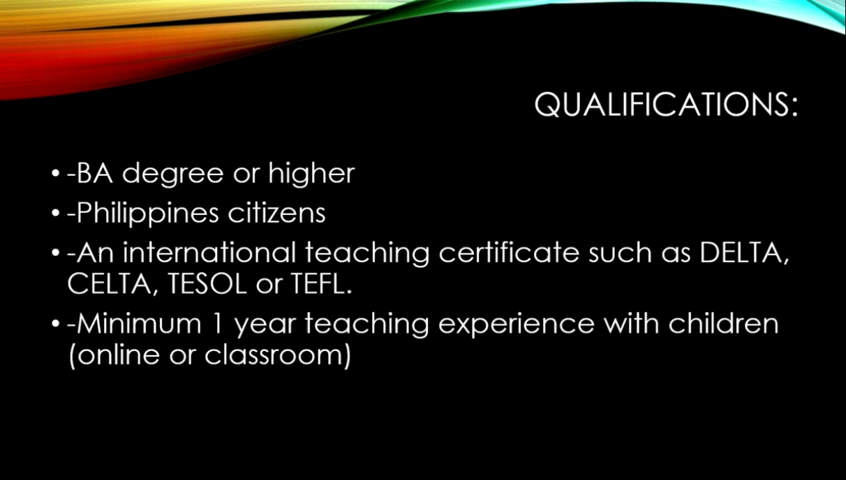 QUALIFICATIONS:
• -BA degree or higher
• -Philippines citizens
• -An international teaching certificate such as DELTA,
CELTA, TESOL or TEFL.
• -Minimum 1 year teaching experience with children
(online or classroom)